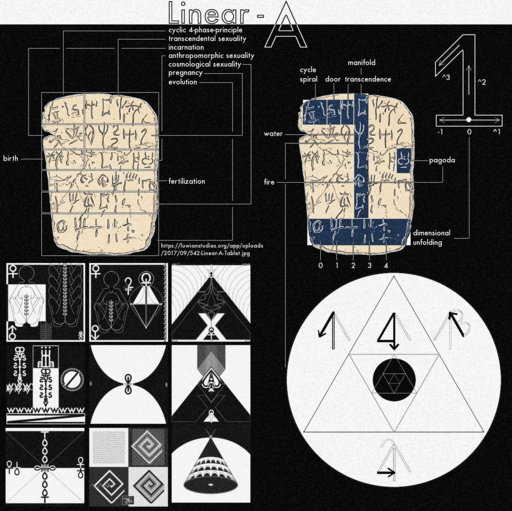 Linear - A
cyclic 4-phase-principle
transcendental sexuality
incarnation
anthropomorphic sexuality
cosmological sexuality
pregnancy
evolution
birth
fertilization
https://luwianstudies.org/app/uploads
/2017/09/542-Linear-A-Tablet.jpg
manifold
cycle
spiral door transcendence
water
fire
pagoda
dimensional
unfolding
0 1 2 3 4
^3
^2
-1 0 ^1